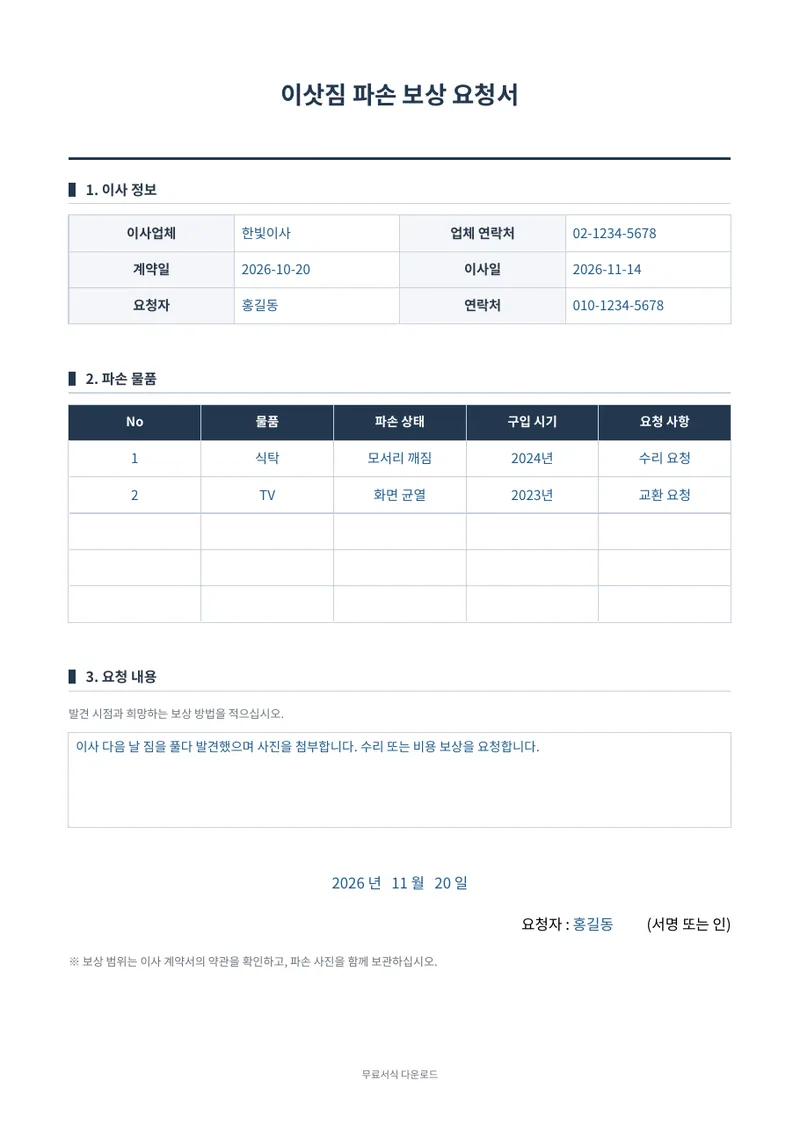 이삿짐 파손 보상 요청서
1. 이사 정보
이사업체 한빛이사 업체 연락처 02-1234-5678
계약일 2026-10-20 이사일 2026-11-14
요청자 홍길동 연락처 010-1234-5678
2. 파손 물품
No 물품 파손 상태 구입 시기 요청 사항
1 식탁 모서리 깨짐 2024년 수리 요청
2 TV 화면 균열 2023년 교환 요청
3. 요청 내용
발견 시점과 희망하는 보상 방법을 적으십시오.
이사 다음 날 짐을 풀다 발견했으며 사진을 첨부합니다. 수리 또는 비용 보상을 요청합니다.
2026 년 11 월 20 일
요청자 : 홍길동 (서명 또는 인)
※ 보상 범위는 이사 계약서의 약관을 확인하고, 파손 사진을 함께 보관하십시오.
무료서식 다운로드